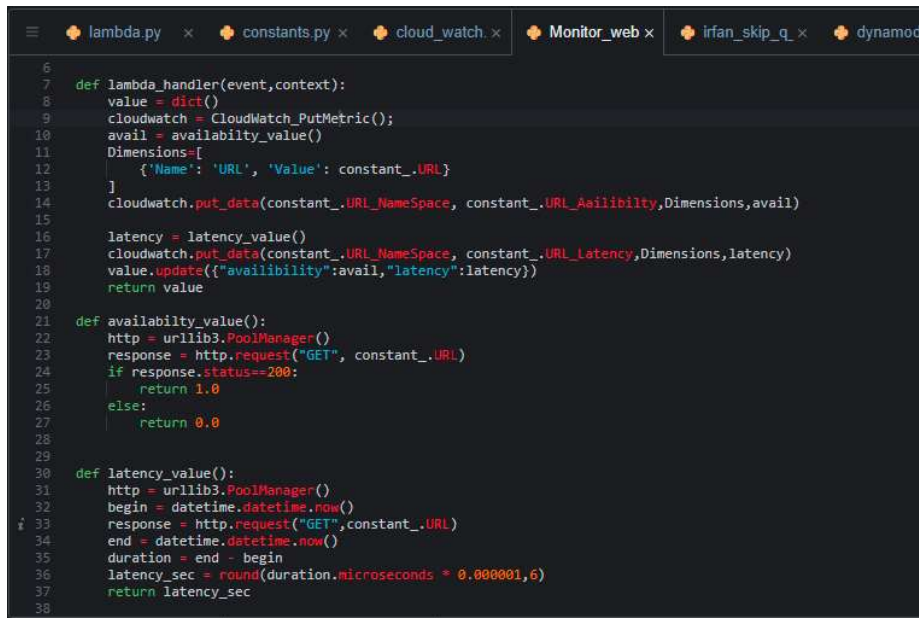 lambda.py × constants.py × cloud_watch. × Monitor_web × irfan_skip_q_ × dynamod
6
7 def lambda_handler(event,context):
8 value = dict()
9 cloudwatch = CloudWatch_PutMetric();
10 avail = availabilty_value()
11 Dimensions=[
12 {'Name': 'URL', 'Value': constant_.URL}
13 ]
14 cloudwatch.put_data(constant_.URL_NameSpace, constant_.URL_Aailibilty,Dimensions,avail)
15
16 latency = latency_value()
17 cloudwatch.put_data(constant_.URL_NameSpace, constant_.URL_Latency,Dimensions,latency)
18 value.update({"availibility":avail,"latency":latency})
19 return value
20
21 def availabilty_value():
22 http = urllib3.PoolManager()
23 response = http.request("GET", constant_.URL)
24 if response.status==200:
25 return 1.0
26 else:
27 return 0.0
28
29
30 def latency_value():
31 http = urllib3.PoolManager()
32 begin = datetime.datetime.now()
i 33 response = http.request("GET",constant_.URL)
34 end = datetime.datetime.now()
35 duration = end - begin
36 latency_sec = round(duration.microseconds * 0.000001,6)
37 return latency_sec
38